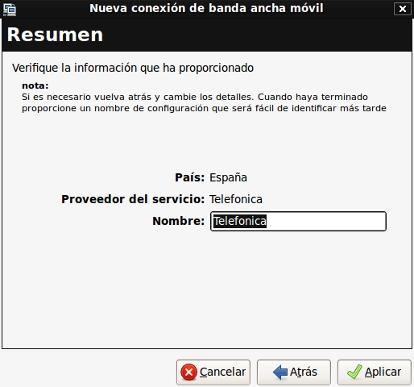 Nueva conexión de banda ancha móvil
Resumen
Verifique la información que ha proporcionado
nota:
Si es necesario vuelva atrás y cambie los detalles. Cuando haya terminado
proporcione un nombre de configuración que será fácil de identificar más tarde
País: España
Proveedor del servicio: Telefonica
Nombre: Telefonica
Cancelar Atrás Aplicar